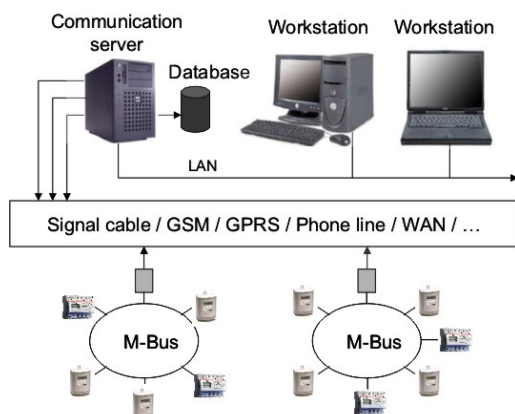 Communication
server
Workstation
Workstation
Database
LAN
Signal cable / GSM / GPRS / Phone line / WAN / …
M-Bus
M-Bus